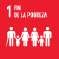 1 FIN
DE LA POBREZA